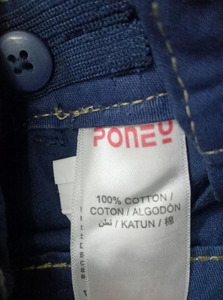 PONEY
100% COTTON /
COTON / ALGODÓN
/ KATUN / 棉 / قطن